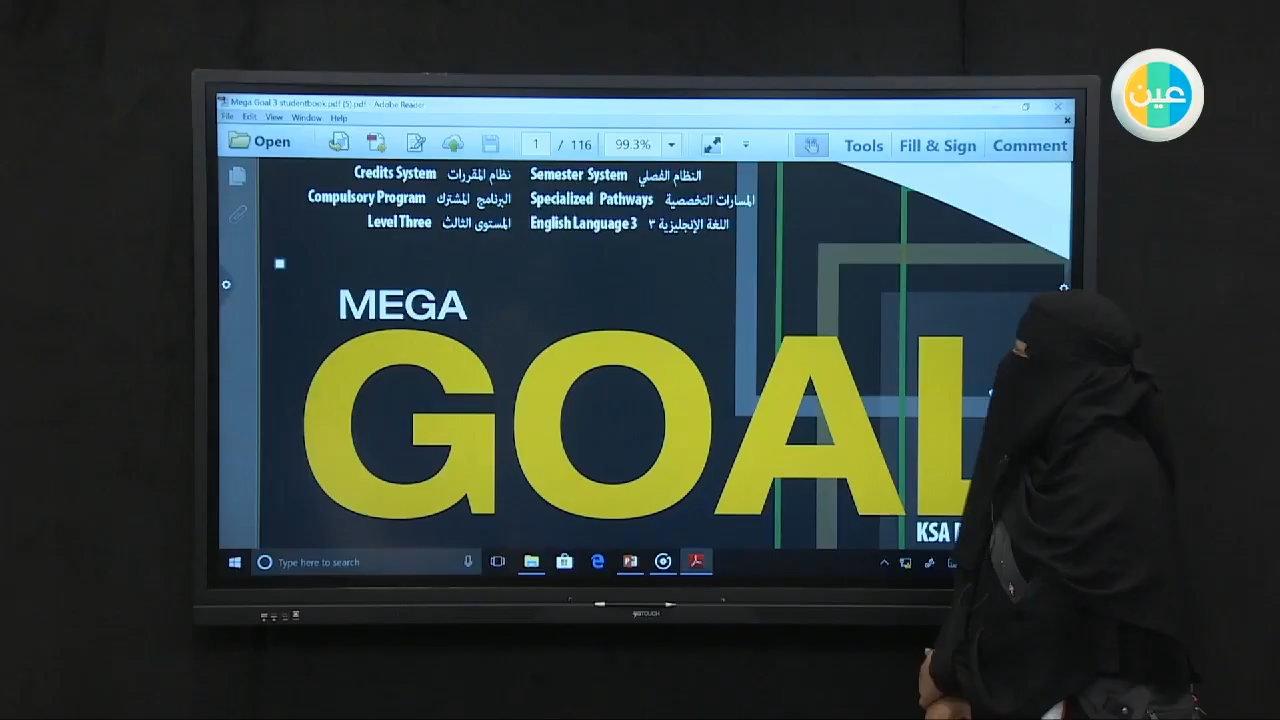 عين
Mega Goal 3 studentbook.pdf (5).pdf - Adobe Reader
File Edit View Window Help
Open 1 / 116 99.3% Tools Fill & Sign Comment
Credits System نظام المقررات Semester System النظام الفصلي
Compulsory Program البرنامج المشترك Specialized Pathways المسارات التخصصية
Level Three المستوى الثالث English Language 3 اللغة الإنجليزية ٣
MEGA
GOAL
KSA
Type here to search